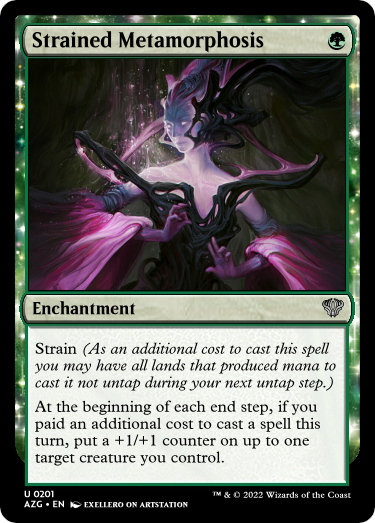 Strained Metamorphosis
Enchantment
Strain (As an additional cost to cast this spell
you may have all lands that produced mana to
cast it not untap during your next untap step.)
At the beginning of each end step, if you
paid an additional cost to cast a spell this
turn, put a +1/+1 counter on up to one
target creature you control.
U 0201
AZG • EN EXELLERO ON ARTSTATION
™ & © 2022 Wizards of the Coast